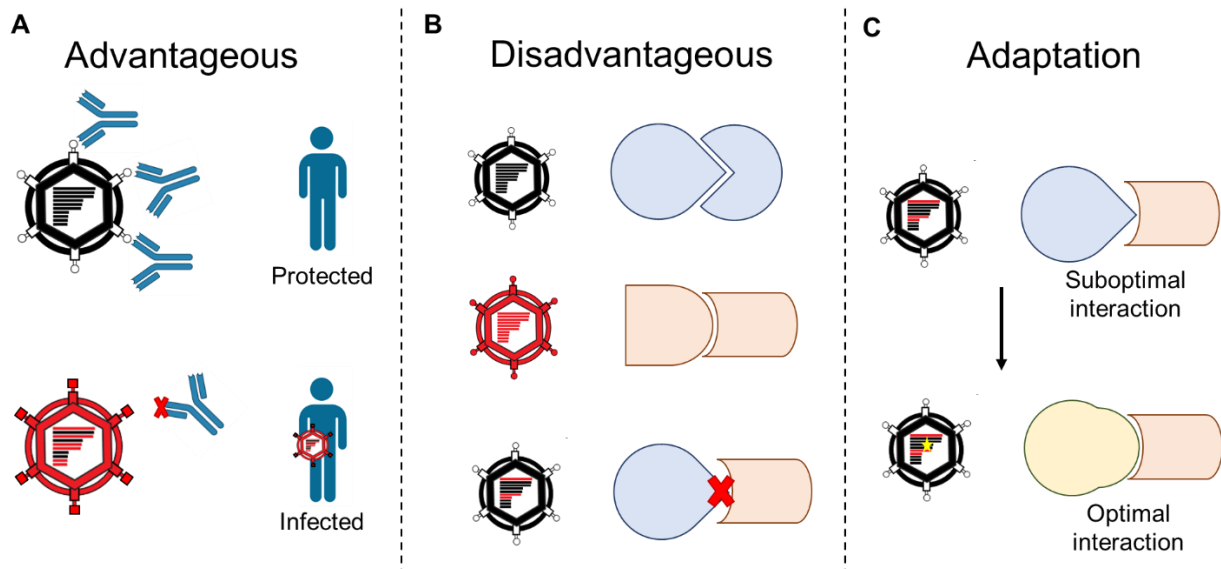 A
Advantageous
Protected
Infected
B
Disadvantageous
C
Adaptation
Suboptimal
interaction
Optimal
interaction